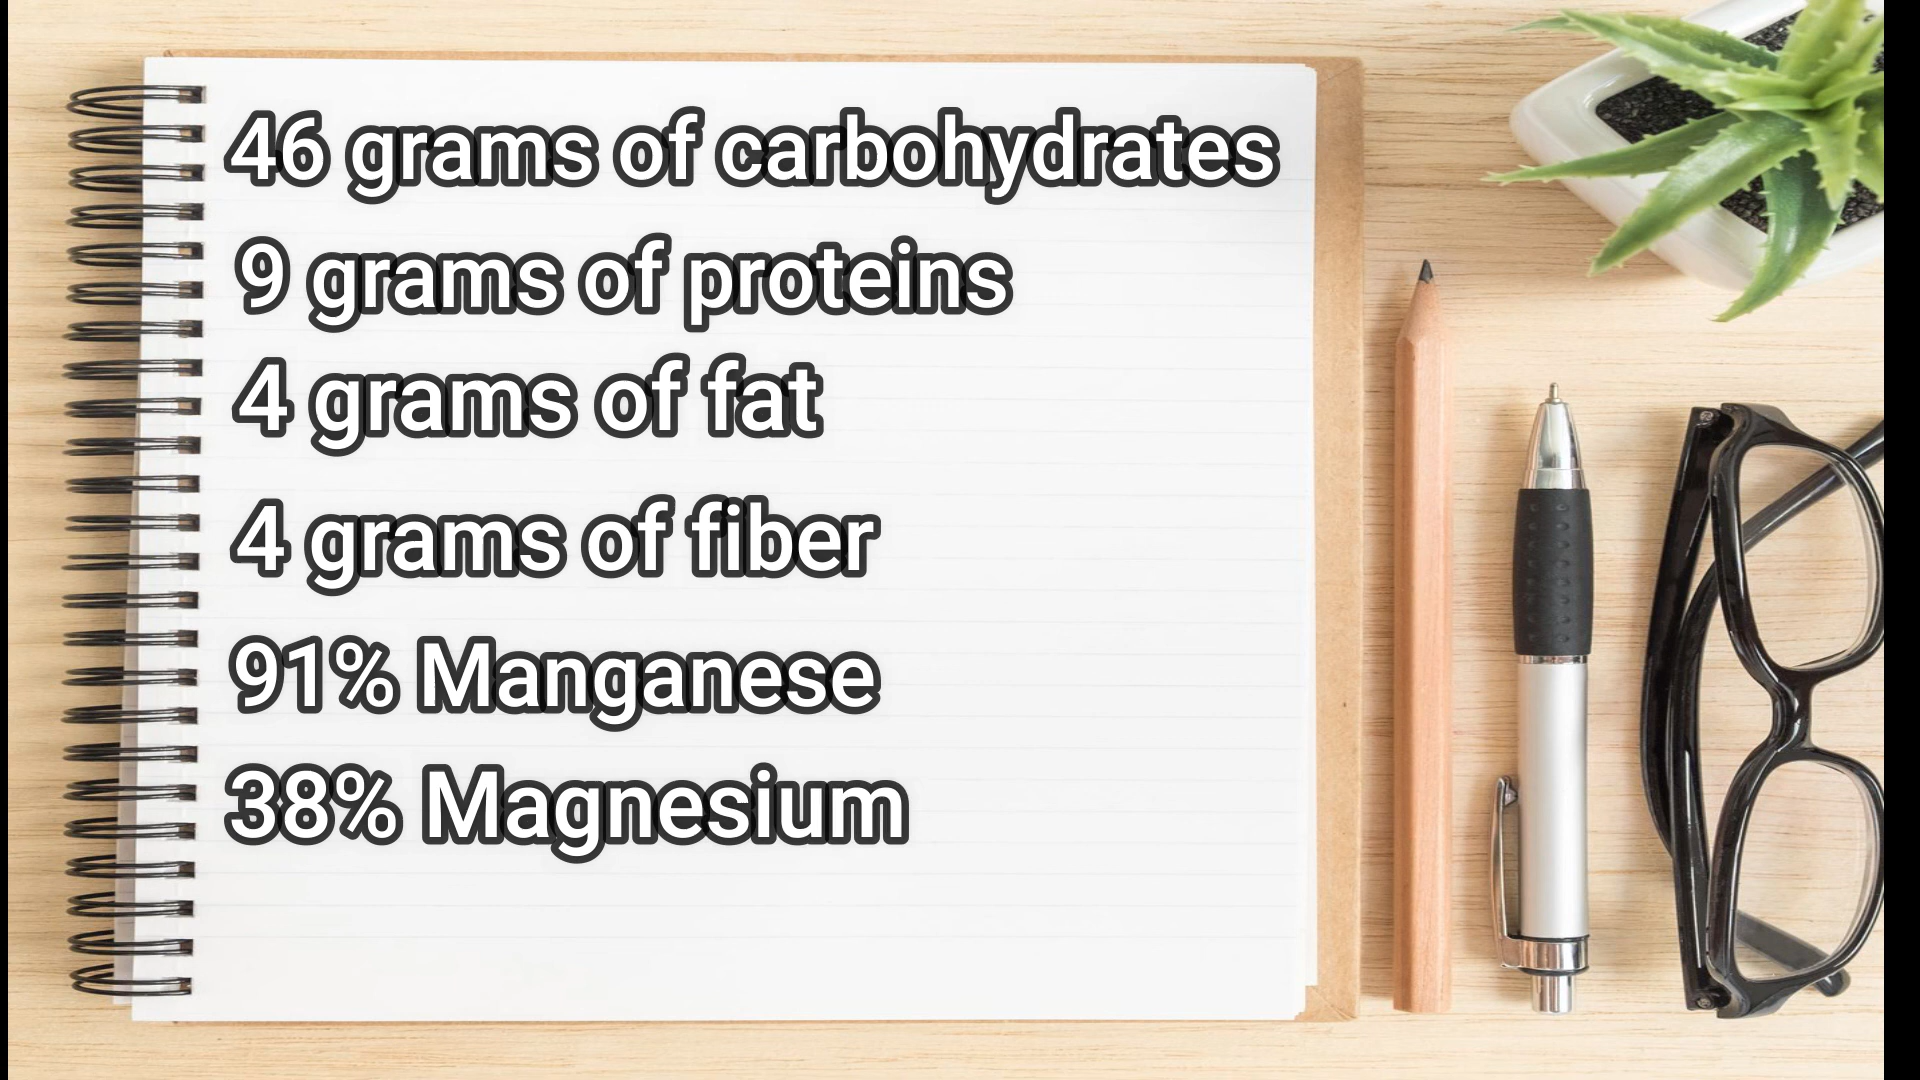 46 grams of carbohydrates
9 grams of proteins
4 grams of fat
4 grams of fiber
91% Manganese
38% Magnesium